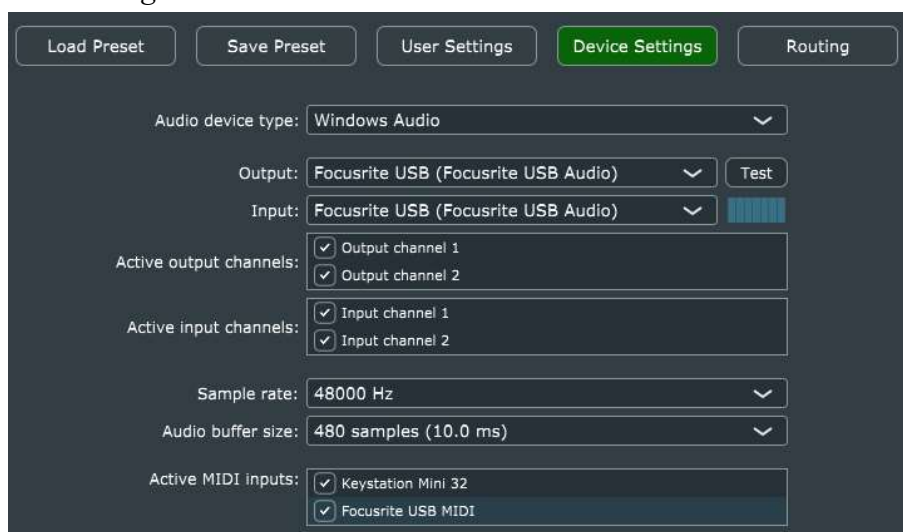 Load Preset Save Preset User Settings Device Settings Routing
Audio device type: Windows Audio
Output: Focusrite USB (Focusrite USB Audio) Test
Input: Focusrite USB (Focusrite USB Audio)
Active output channels: Output channel 1
Output channel 2
Active input channels: Input channel 1
Input channel 2
Sample rate: 48000 Hz
Audio buffer size: 480 samples (10.0 ms)
Active MIDI inputs: Keystation Mini 32
Focusrite USB MIDI